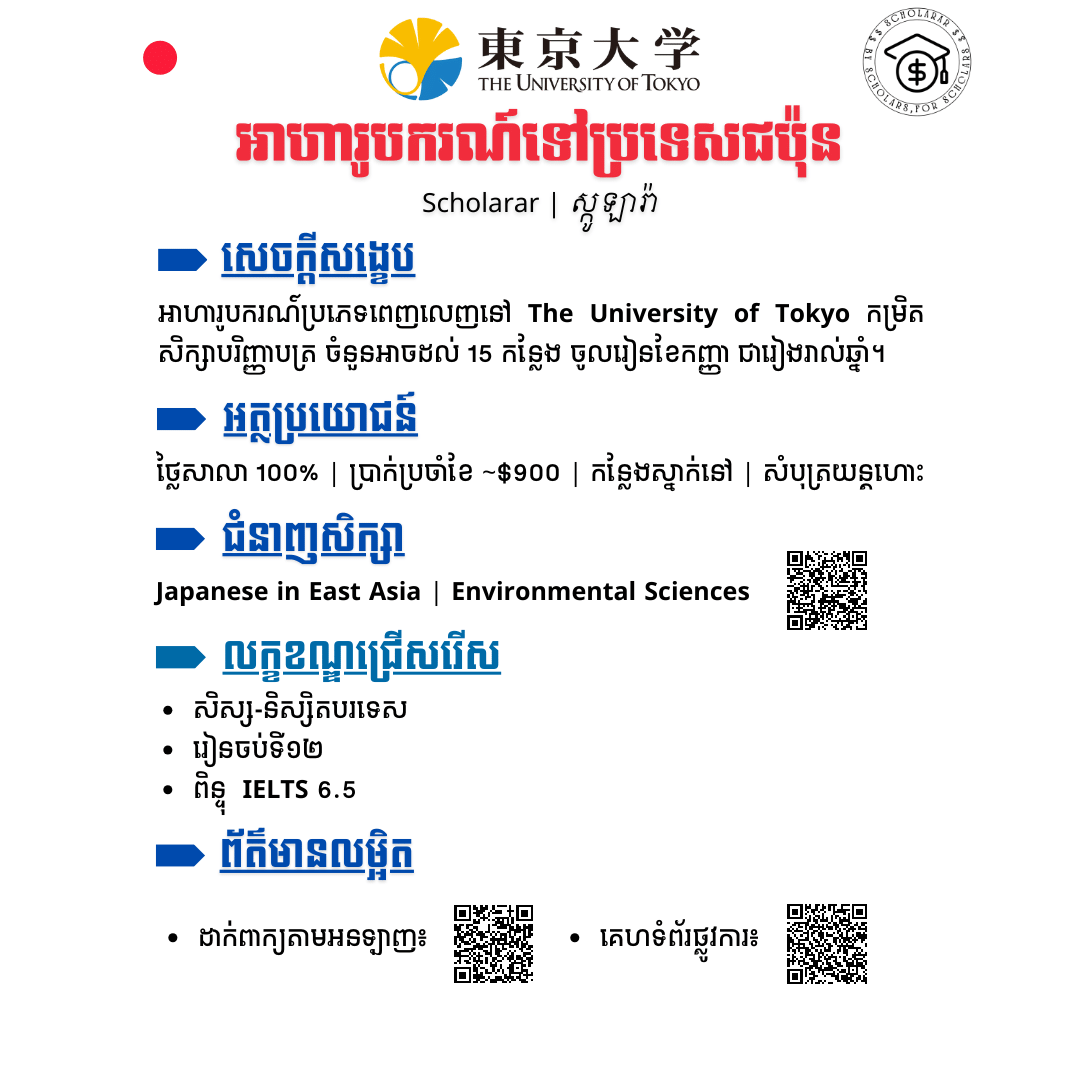 東京大学
THE UNIVERSITY OF TOKYO
$$ SCHOLARAR $$
BY SCHOLARS,FOR SCHOLARS
$
អាហារូបករណ៍ទៅប្រទេសជប៉ុន
Scholarar | ស្កូឡារ៉ា
សេចក្តីសង្ខេប
អាហារូបករណ៍ប្រភេទពេញលេញនៅ The University of Tokyo កម្រិត
សិក្សាបរិញ្ញាបត្រ ចំនួនអាចដល់ 15 កន្លែង ចូលរៀនខែកញ្ញា ជារៀងរាល់ឆ្នាំ។
អត្ថប្រយោជន៍
ថ្លៃសាលា 100% | ប្រាក់ប្រចាំខែ ~$900 | កន្លែងស្នាក់នៅ | សំបុត្រយន្តហោះ
ជំនាញសិក្សា
Japanese in East Asia | Environmental Sciences
លក្ខខណ្ឌជ្រើសរើស
• សិស្ស-និស្សិតបរទេស
• រៀនចប់ទី១២
• ពិន្ទុ IELTS 6.5
ព័ត៌មានលម្អិត
• ដាក់ពាក្យតាមអនឡាញ៖
• គេហទំព័រផ្លូវការ៖